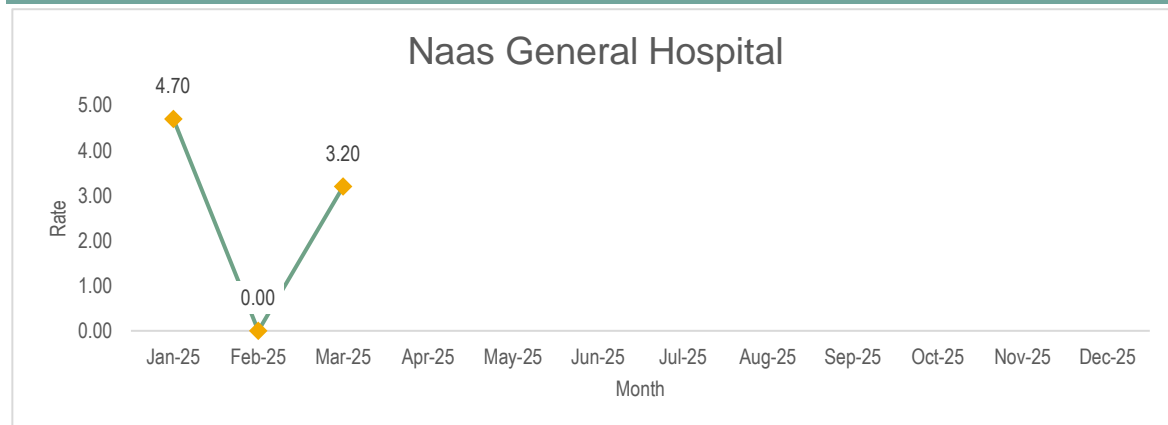 Naas General Hospital
4.70
5.00
4.00
3.20
3.00
Rate
2.00
1.00
0.00
0.00
Jan-25 Feb-25 Mar-25 Apr-25 May-25 Jun-25 Jul-25 Aug-25 Sep-25 Oct-25 Nov-25 Dec-25
Month